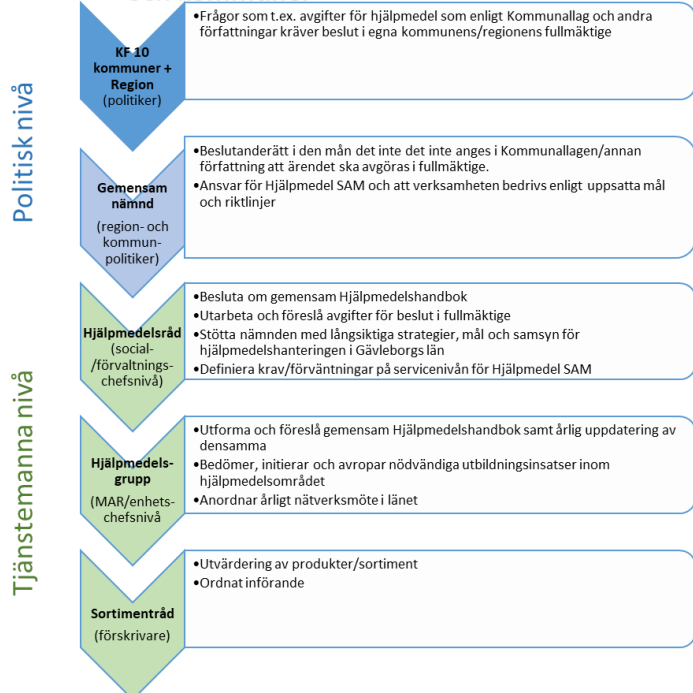 Politisk nivå
KF 10
kommuner +
Region
(politiker)
•Frågor som t.ex. avgifter för hjälpmedel som enligt Kommunallag och andra
författningar kräver beslut i egna kommunens/regionens fullmäktige
Gemensam
nämnd
(region- och
kommun-
politiker)
•Beslutanderätt i den mån det inte det inte anges i Kommunallagen/annan
författning att ärendet ska avgöras i fullmäktige.
•Ansvar för Hjälpmedel SAM och att verksamheten bedrivs enligt uppsatta mål
och riktlinjer
Tjänstemanna nivå
Hjälpmedelsråd
(social-
/förvaltnings-
chefsnivå)
•Besluta om gemensam Hjälpmedelshandbok
•Utarbeta och föreslå avgifter för beslut i fullmäktige
•Stötta nämnden med långsiktiga strategier, mål och samsyn för
hjälpmedelshanteringen i Gävleborgs län
•Definiera krav/förväntningar på servicenivån för Hjälpmedel SAM
Hjälpmedels-
grupp
(MAR/enhets-
chefsnivå
•Utforma och föreslå gemensam Hjälpmedelshandbok samt årlig uppdatering av
densamma
•Bedömer, initierar och avropar nödvändiga utbildningsinsatser inom
hjälpmedelsområdet
•Anordnar årligt nätverksmöte i länet
Sortimentråd
(förskrivare)
•Utvärdering av produkter/sortiment
•Ordnat införande